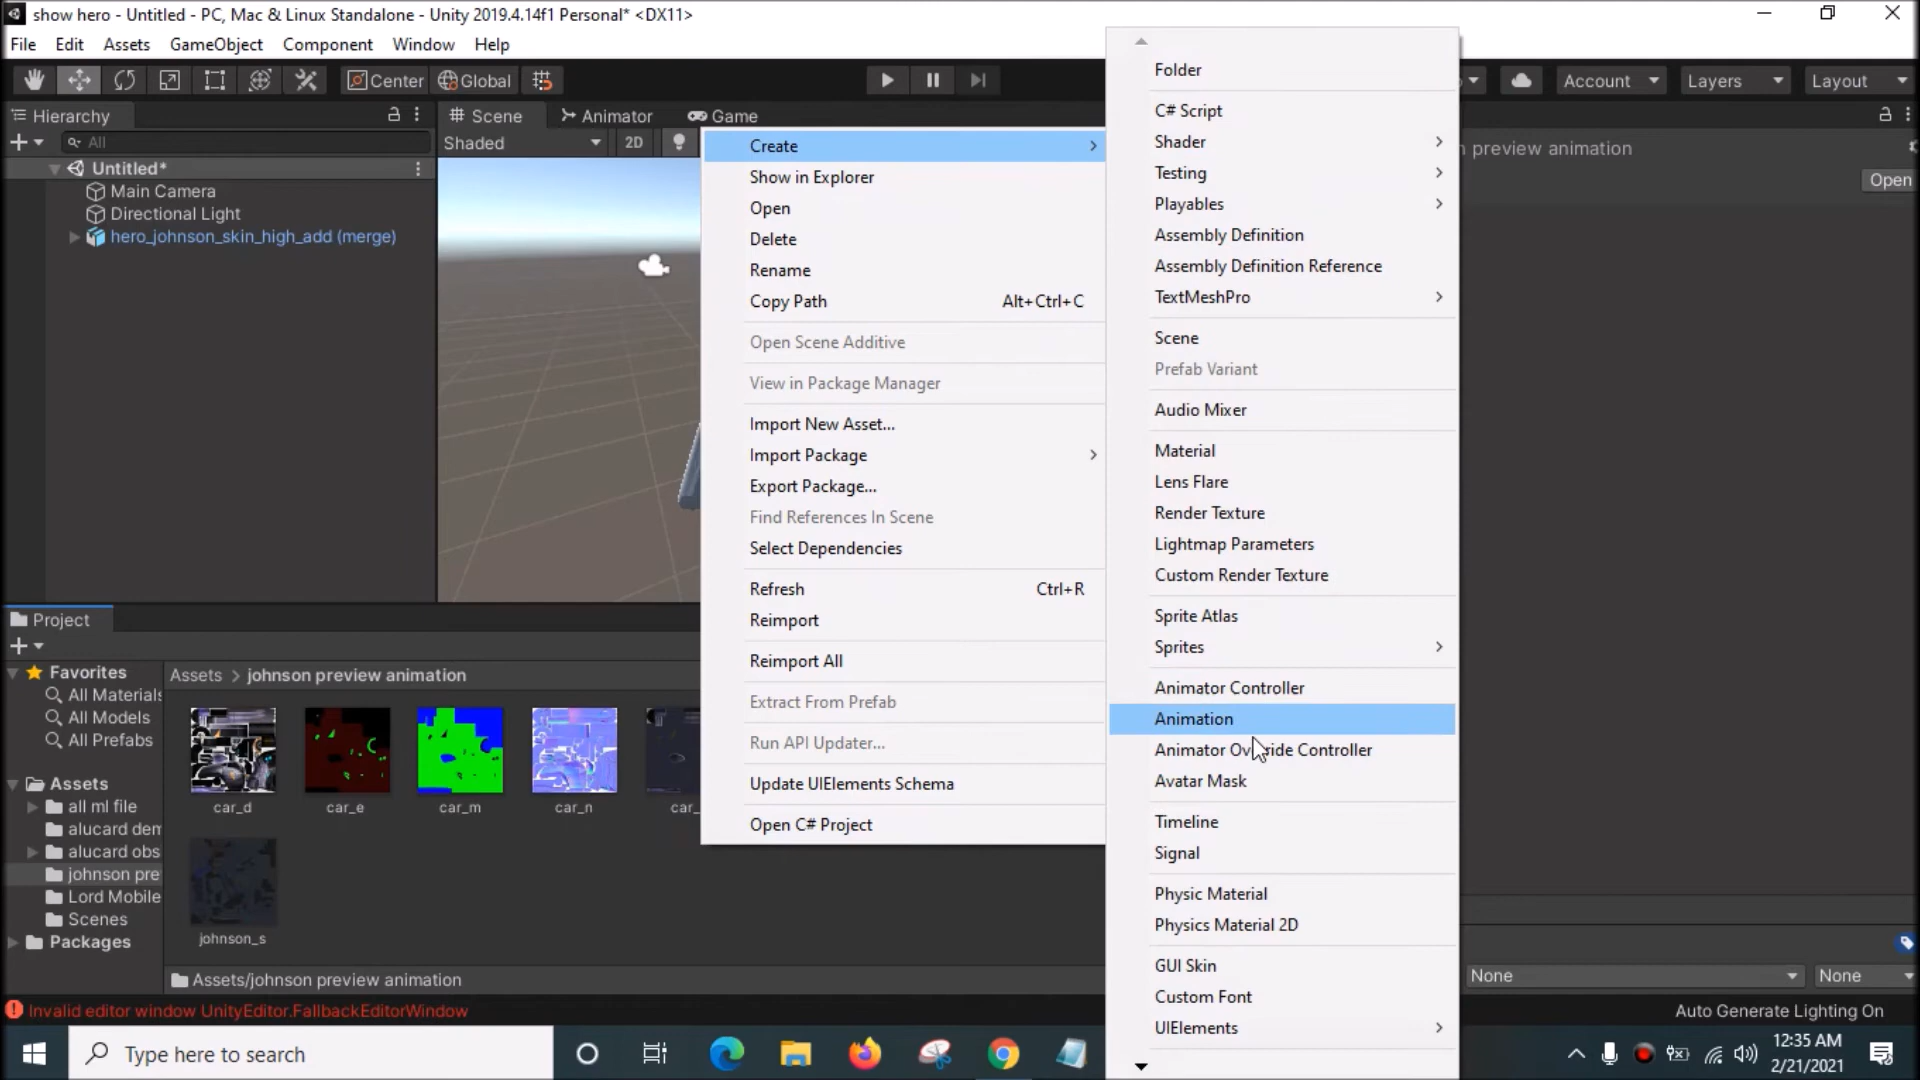 show hero - Untitled - PC, Mac & Linux Standalone - Unity 2019.4.14f1 Personal* <DX11>
File Edit Assets GameObject Component Window Help
Center Global
Account Layers Layout
Hierarchy
All
Untitled*
Main Camera
Directional Light
hero_johnson_skin_high_add (merge)
Scene Animator Game
Shaded 2D
Create
Show in Explorer
Open
Delete
Rename
Copy Path Alt+Ctrl+C
Open Scene Additive
View in Package Manager
Import New Asset...
Import Package
Export Package...
Find References In Scene
Select Dependencies
Refresh Ctrl+R
Reimport
Reimport All
Extract From Prefab
Run API Updater...
Update UIElements Schema
Open C# Project
Folder
C# Script
Shader
Testing
Playables
Assembly Definition
Assembly Definition Reference
TextMeshPro
Scene
Prefab Variant
Audio Mixer
Material
Lens Flare
Render Texture
Lightmap Parameters
Custom Render Texture
Sprite Atlas
Sprites
Animator Controller
Animation
Animator Override Controller
Avatar Mask
Timeline
Signal
Physic Material
Physics Material 2D
GUI Skin
Custom Font
UIElements
n preview animation
Open
Project
Favorites
All Materials
All Models
All Prefabs
Assets
all ml file
alucard dem
alucard obs
johnson pre
Lord Mobile
Scenes
Packages
Assets > johnson preview animation
car_d car_e car_m car_n car_
johnson_s
Assets/johnson preview animation
None None
Invalid editor window UnityEditor.FallbackEditorWindow
Auto Generate Lighting On
Type here to search
12:35 AM
2/21/2021